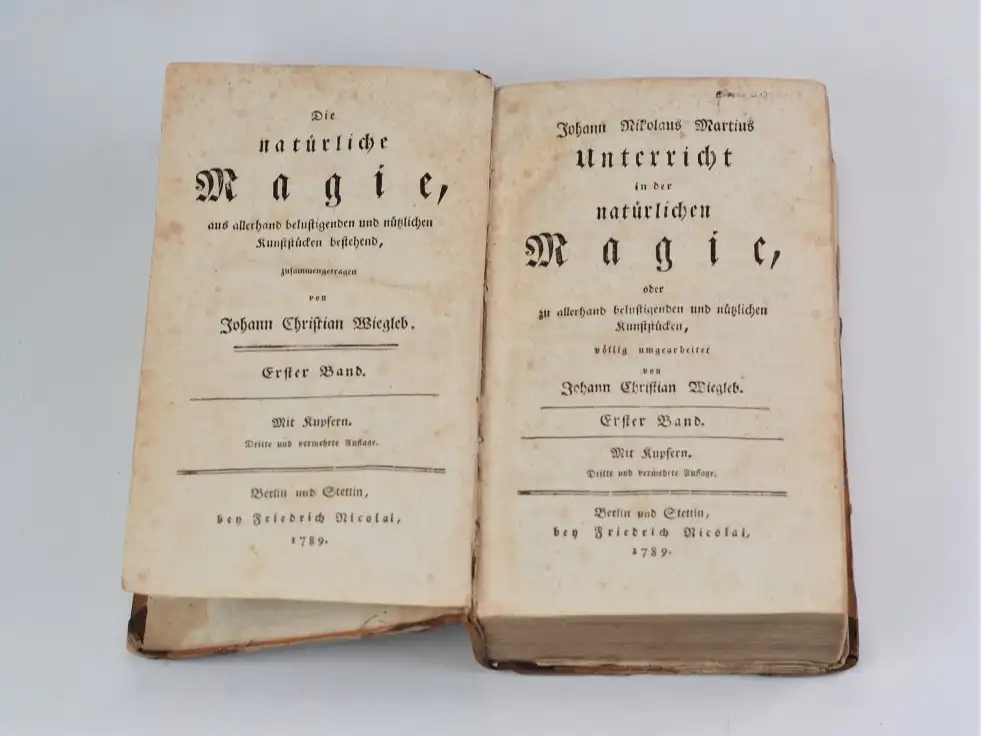 Die
natürliche
Magie,
aus allerhand belustigenden und nützlichen
Kunststücken bestehend,
zusammengetragen
von
Johann Christian Wiegleb.
Erster Band.
Mit Kupfern.
Dritte und vermehrte Auflage.
Berlin und Stettin,
bey Friedrich Nicolai,
1789.
Johann Nikolaus Martius
Unterricht
in der
natürlichen
Magie,
oder
zu allerhand belustigenden und nützlichen
Kunststücken,
völlig umgearbeitet
von
Johann Christian Wiegleb.
Erster Band.
Mit Kupfern.
Dritte und vermehrte Auflage.
Berlin und Stettin,
bey Friedrich Nicolai,
1789.